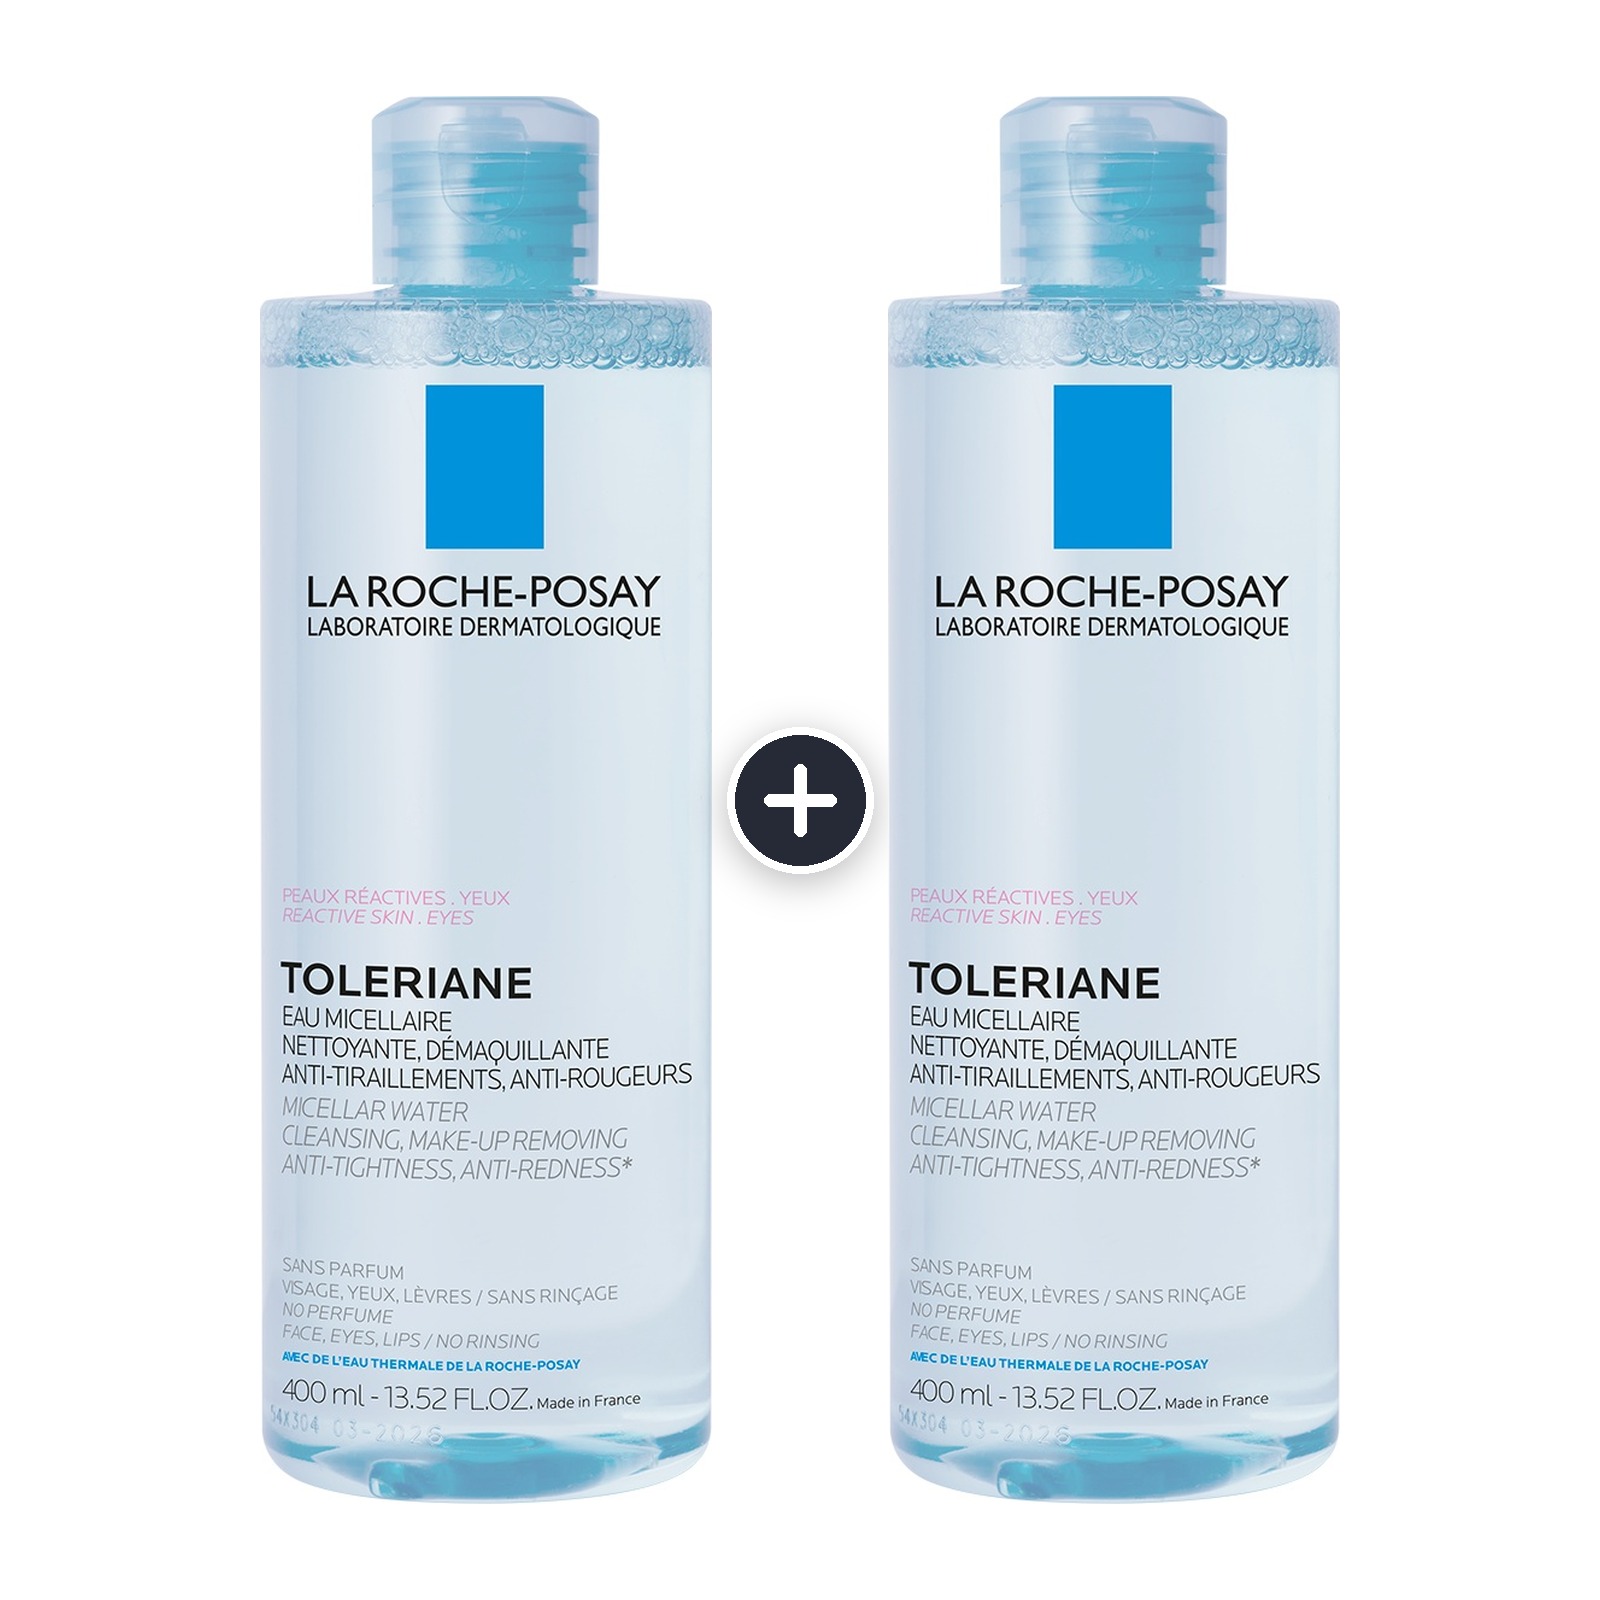 LA ROCHE-POSAY
LABORATOIRE DERMATOLOGIQUE
PEAUX RÉACTIVES . YEUX
REACTIVE SKIN . EYES
TOLERIANE
EAU MICELLAIRE
NETTOYANTE, DÉMAQUILLANTE
ANTI-TIRAILLEMENTS, ANTI-ROUGEURS
MICELLAR WATER
CLEANSING, MAKE-UP REMOVING
ANTI-TIGHTNESS, ANTI-REDNESS*
SANS PARFUM
VISAGE, YEUX, LÈVRES / SANS RINÇAGE
NO PERFUME
FACE, EYES, LIPS / NO RINSING
AVEC DE L'EAU THERMALE DE LA ROCHE-POSAY
400 ml - 13.52 FL.OZ. Made in France
54X304 03-2026
LA ROCHE-POSAY
LABORATOIRE DERMATOLOGIQUE
PEAUX RÉACTIVES . YEUX
REACTIVE SKIN . EYES
TOLERIANE
EAU MICELLAIRE
NETTOYANTE, DÉMAQUILLANTE
ANTI-TIRAILLEMENTS, ANTI-ROUGEURS
MICELLAR WATER
CLEANSING, MAKE-UP REMOVING
ANTI-TIGHTNESS, ANTI-REDNESS*
SANS PARFUM
VISAGE, YEUX, LÈVRES / SANS RINÇAGE
NO PERFUME
FACE, EYES, LIPS / NO RINSING
AVEC DE L'EAU THERMALE DE LA ROCHE-POSAY
400 ml - 13.52 FL.OZ. Made in France
54X304 03-2026